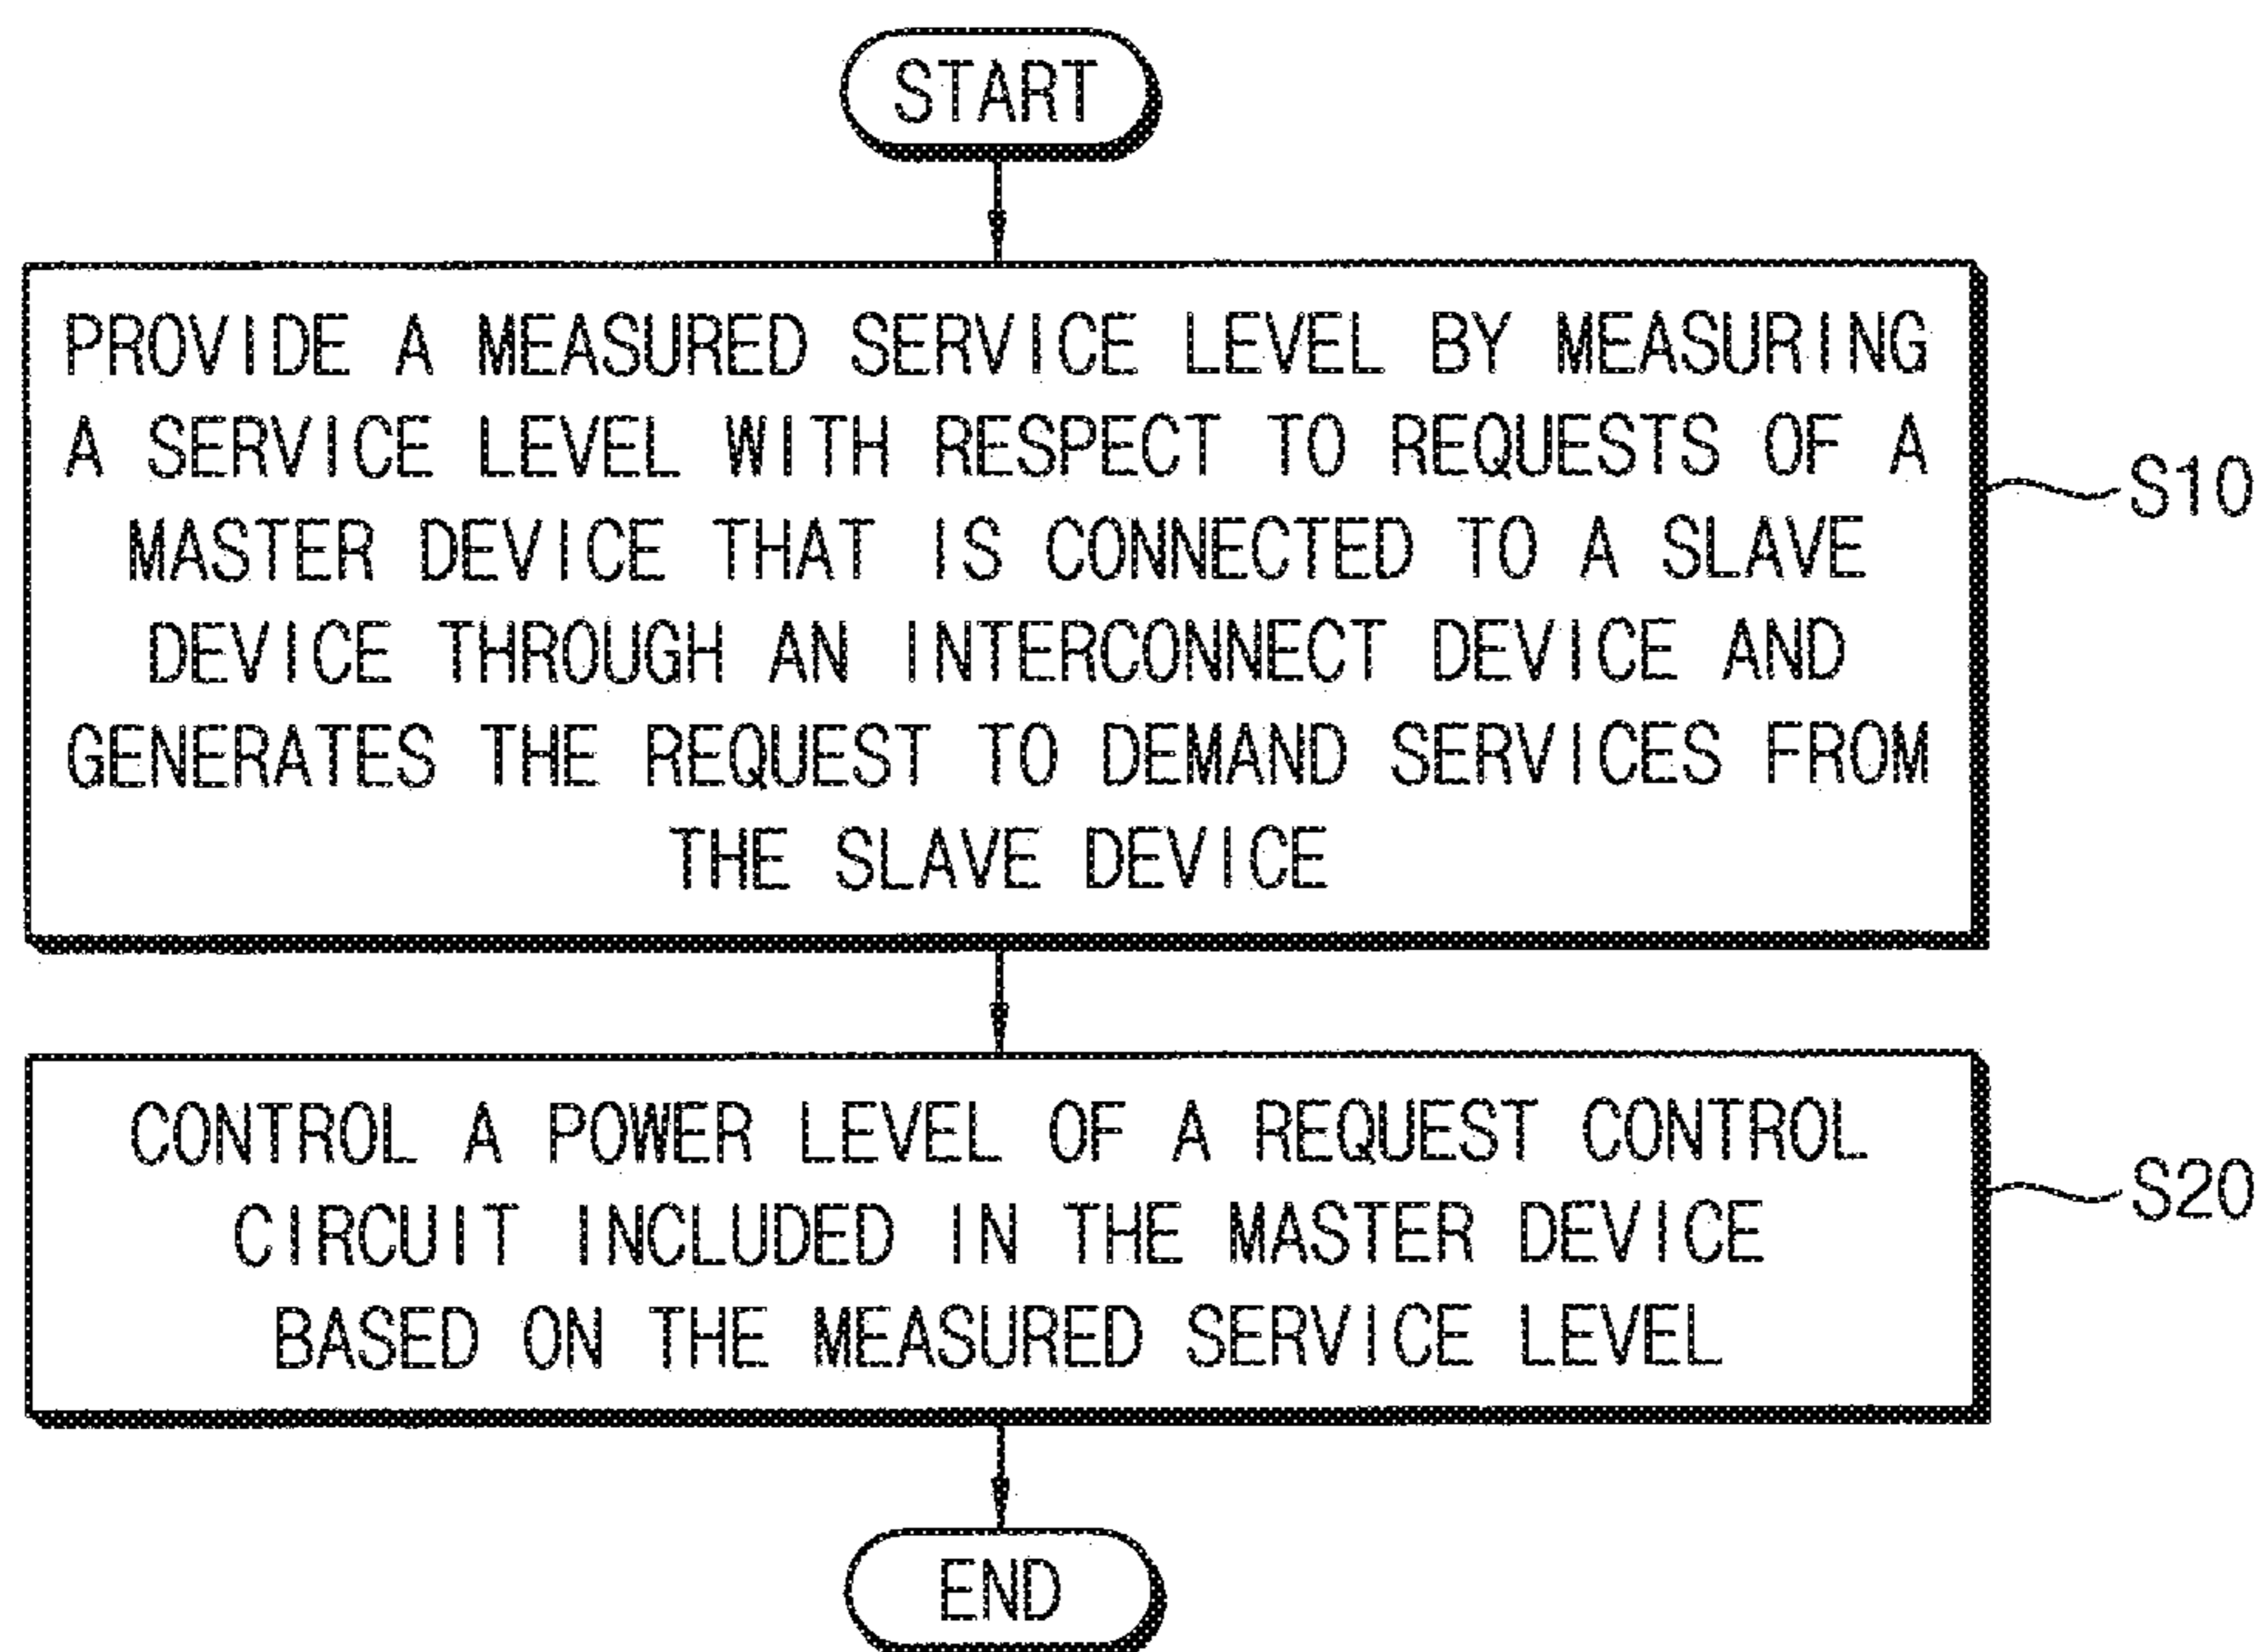 START
PROVIDE A MEASURED SERVICE LEVEL BY MEASURING
A SERVICE LEVEL WITH RESPECT TO REQUESTS OF A
MASTER DEVICE THAT IS CONNECTED TO A SLAVE
DEVICE THROUGH AN INTERCONNECT DEVICE AND
GENERATES THE REQUEST TO DEMAND SERVICES FROM
THE SLAVE DEVICE
S10
CONTROL A POWER LEVEL OF A REQUEST CONTROL
CIRCUIT INCLUDED IN THE MASTER DEVICE
BASED ON THE MEASURED SERVICE LEVEL
S20
END